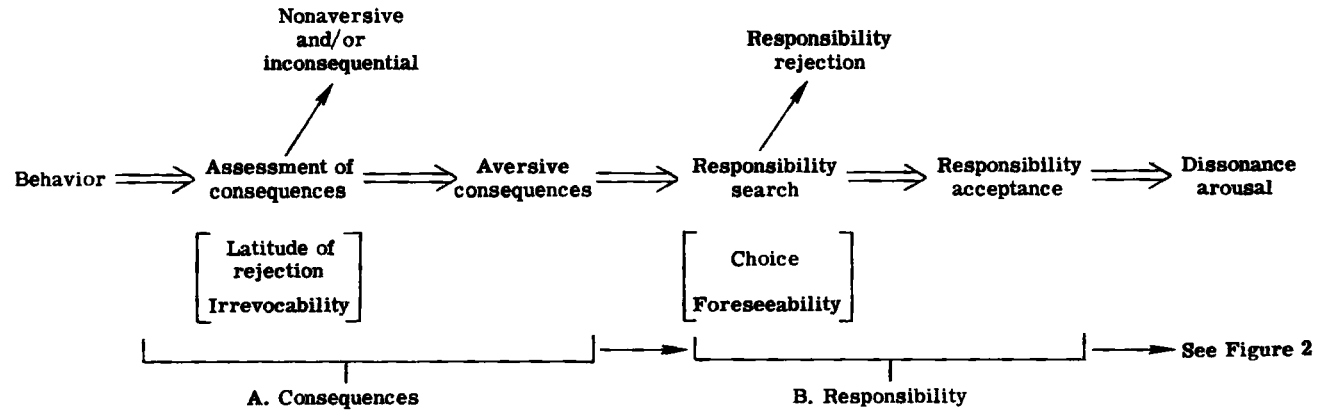 Nonaversive
and/or
inconsequential
Responsibility
rejection
Behavior
Assessment of
consequences
Aversive
consequences
Responsibility
search
Responsibility
acceptance
Dissonance
arousal
Latitude of
rejection
Irrevocability
Choice
Foreseeability
See Figure 2
A. Consequences
B. Responsibility